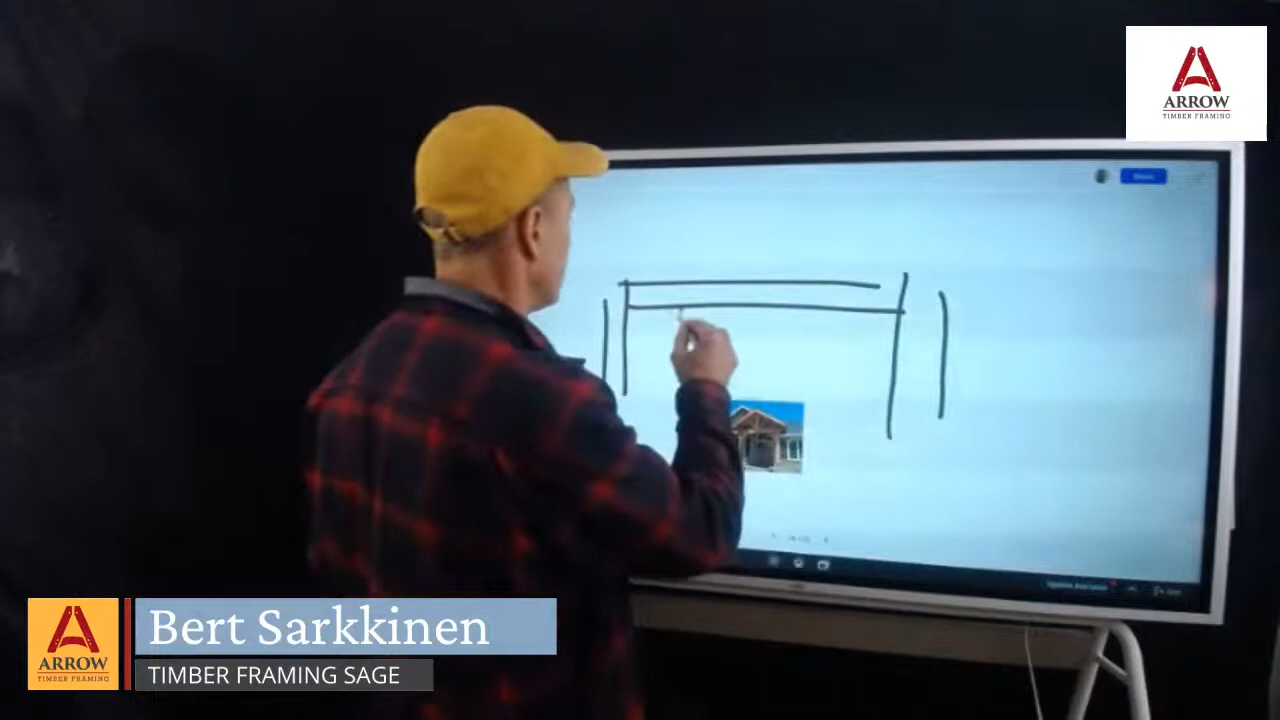 ARROW
TIMBER FRAMING
Bert Sarkkinen
TIMBER FRAMING SAGE
ARROW
TIMBER FRAMING